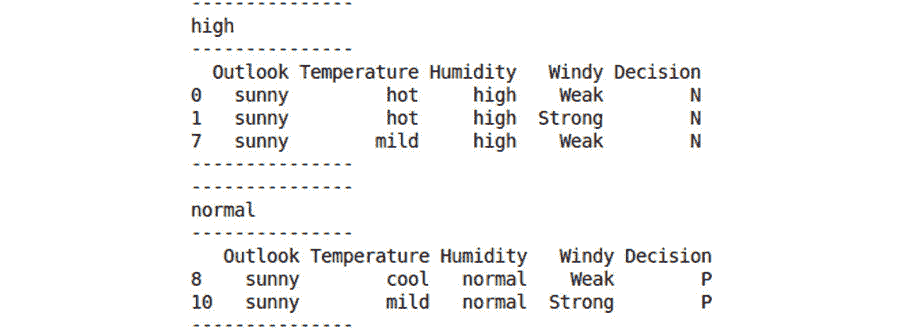 ---------------
high
---------------
  Outlook Temperature Humidity   Windy Decision
0   sunny         hot     high    Weak        N
1   sunny         hot     high  Strong        N
7   sunny        mild     high    Weak        N
---------------
---------------
normal
---------------
   Outlook Temperature Humidity   Windy Decision
8    sunny        cool   normal    Weak        P
10   sunny        mild   normal  Strong        P
---------------